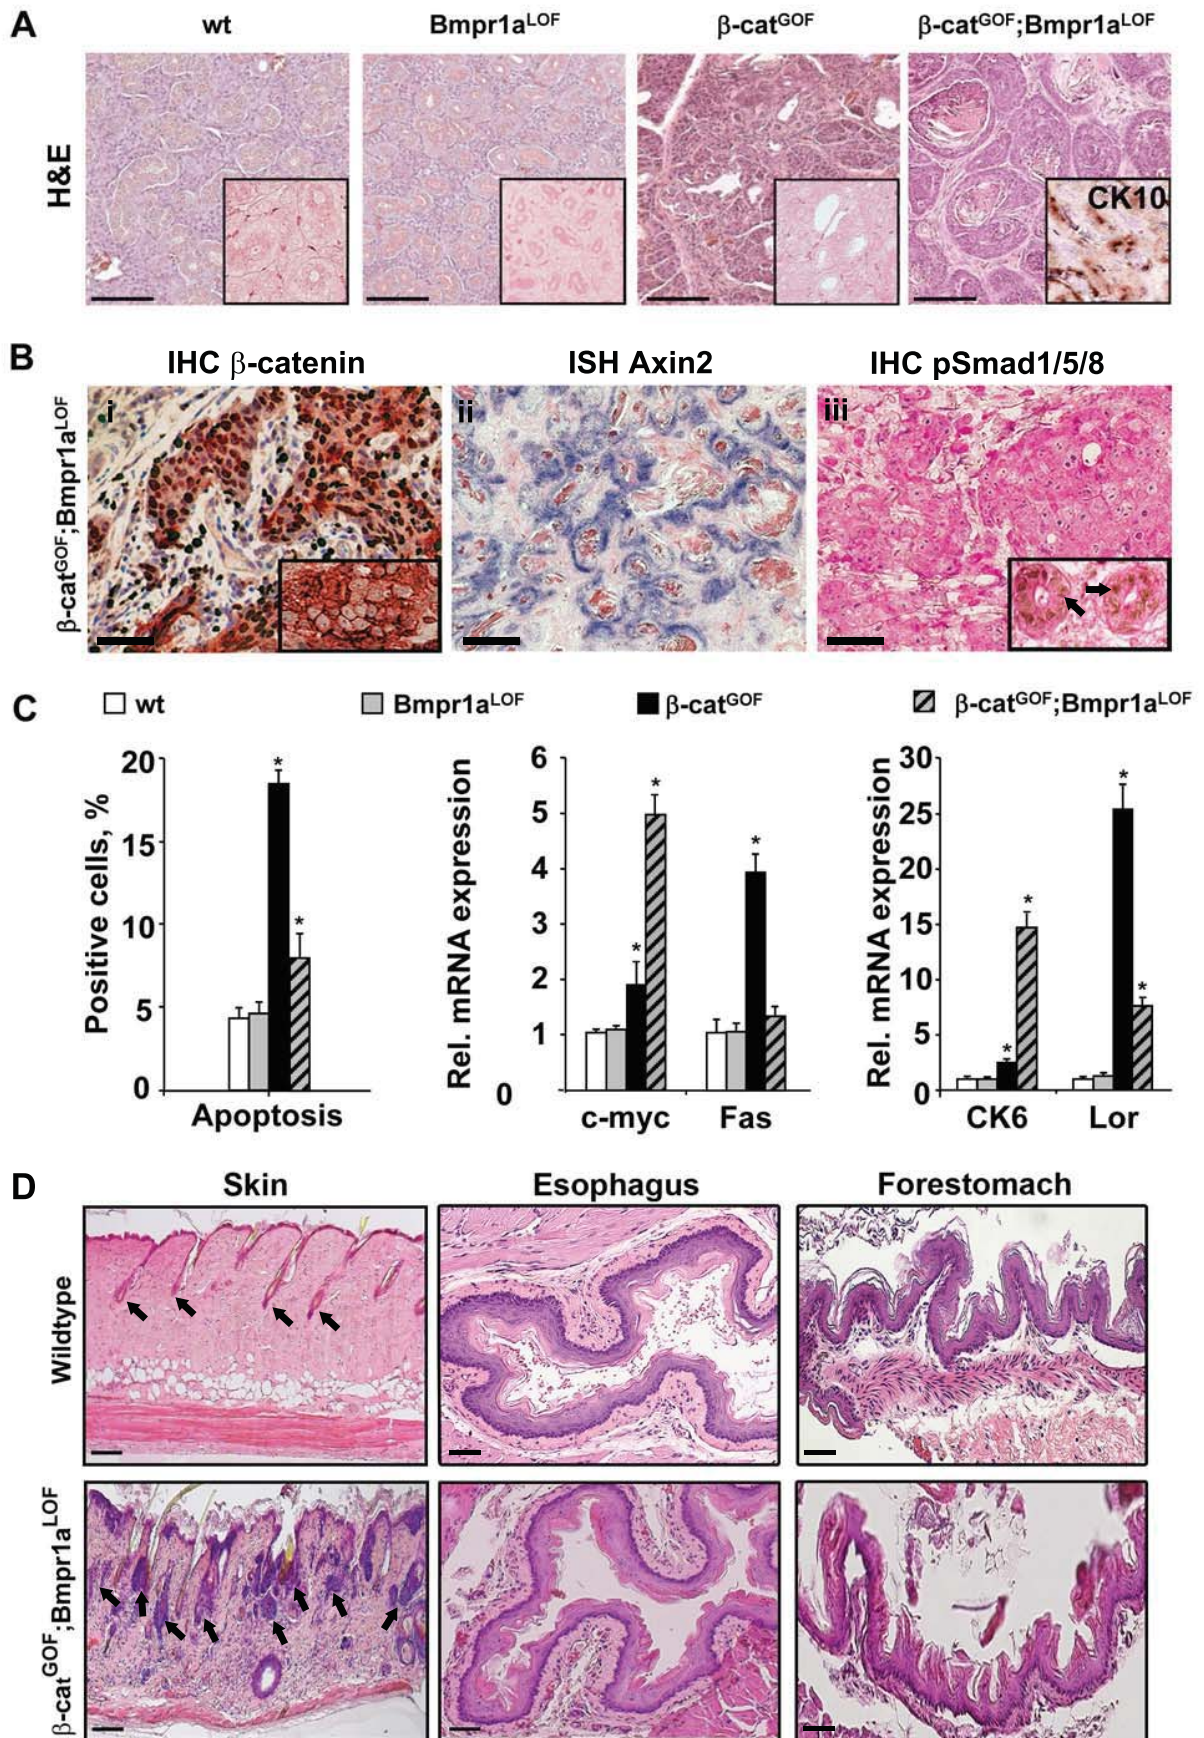 A
wt
Bmpr1aLOF
β-catGOF
β-catGOF;Bmpr1aLOF
H&E
CK10
B
IHC β-catenin
ISH Axin2
IHC pSmad1/5/8
β-catGOF;Bmpr1aLOF
i
ii
iii
C
wt
Bmpr1aLOF
β-catGOF
β-catGOF;Bmpr1aLOF
Positive cells, %
20
15
10
5
0
*
*
Apoptosis
Rel. mRNA expression
6
5
4
3
2
1
0
*
*
*
c-myc
Fas
Rel. mRNA expression
30
25
20
15
10
5
0
*
*
*
*
CK6
Lor
D
Skin
Esophagus
Forestomach
Wildtype
β-catGOF;Bmpr1aLOF